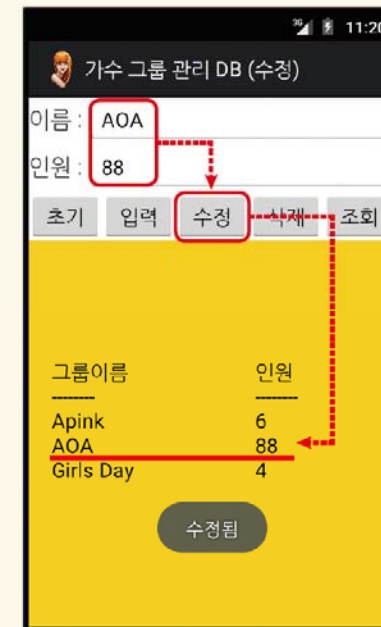 3G 11:20
가수 그룹 관리 DB (수정)
이름 : AOA
인원 : 88
초기 입력 수정 삭제 조회
그룹이름 인원
-------- --------
Apink 6
AOA 88
Girls Day 4
수정됨